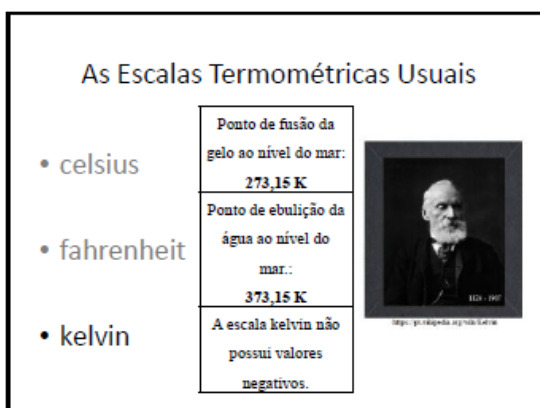 As Escalas Termométricas Usuais
• celsius
• fahrenheit
• kelvin
Ponto de fusão da
gelo ao nível do mar:
273,15 K
Ponto de ebulição da
água ao nível do
mar.:
373,15 K
A escala kelvin não
possui valores
negativos.
- 1907